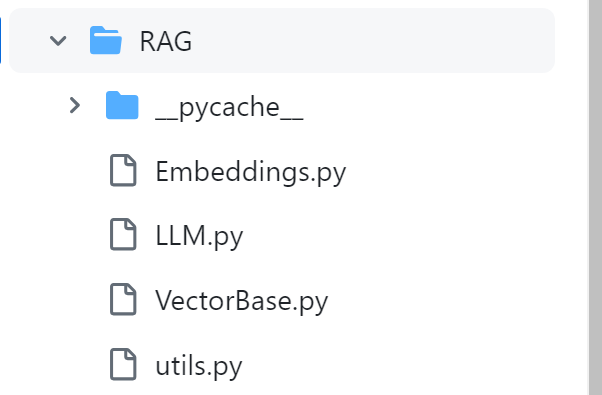 RAG
__pycache__
Embeddings.py
LLM.py
VectorBase.py
utils.py